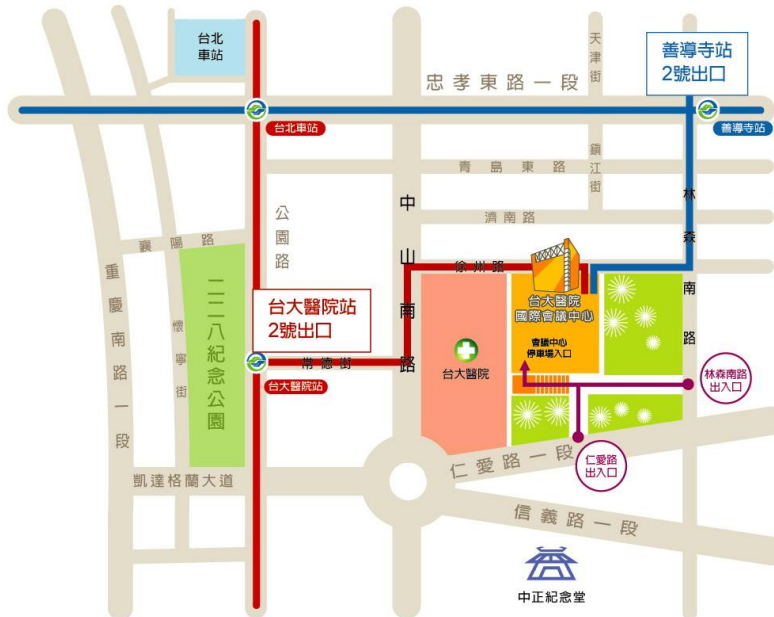 台北
車站
天津街
善導寺站
2號出口
忠孝東路一段
台北車站
善導寺站
青島東路
鎮江街
公園路
中山南路
濟南路
林森南路
襄陽路
徐州路
重慶南路一段
懷寧街
二二八紀念公園
台大醫院站
2號出口
台大醫院
國際會議中心
會議中心
停車場入口
常德街
台大醫院站
台大醫院
林森南路
出入口
仁愛路一段
仁愛路
出入口
凱達格蘭大道
信義路一段
中正紀念堂